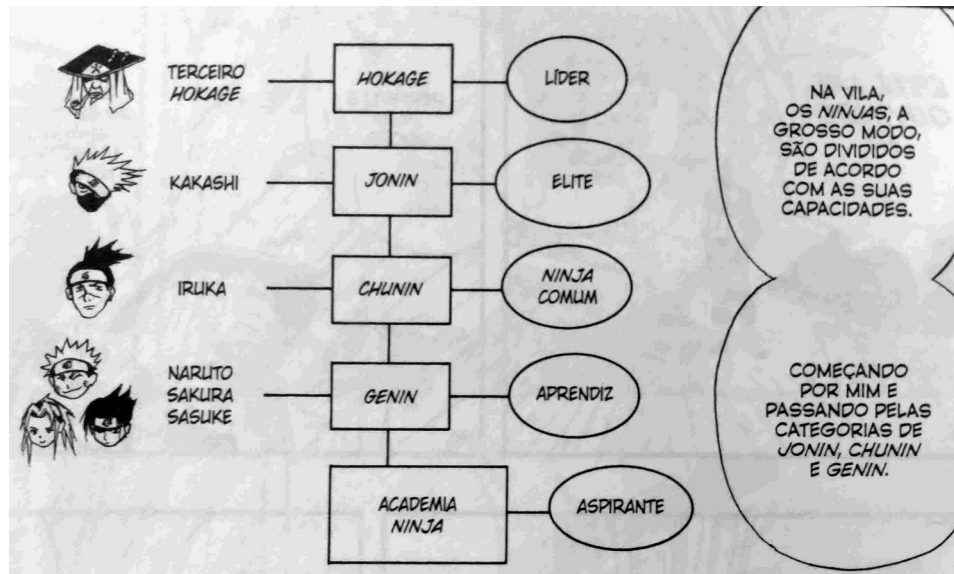 TERCEIRO
HOKAGE
HOKAGE
LÍDER
KAKASHI
JONIN
ELITE
IRUKA
CHUNIN
NINJA
COMUM
NARUTO
SAKURA
SASUKE
GENIN
APRENDIZ
ACADEMIA
NINJA
ASPIRANTE
NA VILA,
OS NINJAS, A
GROSSO MODO,
SÃO DIVIDIDOS
DE ACORDO
COM AS SUAS
CAPACIDADES.
COMEÇANDO
POR MIM E
PASSANDO PELAS
CATEGORIAS DE
JONIN, CHUNIN
E GENIN.